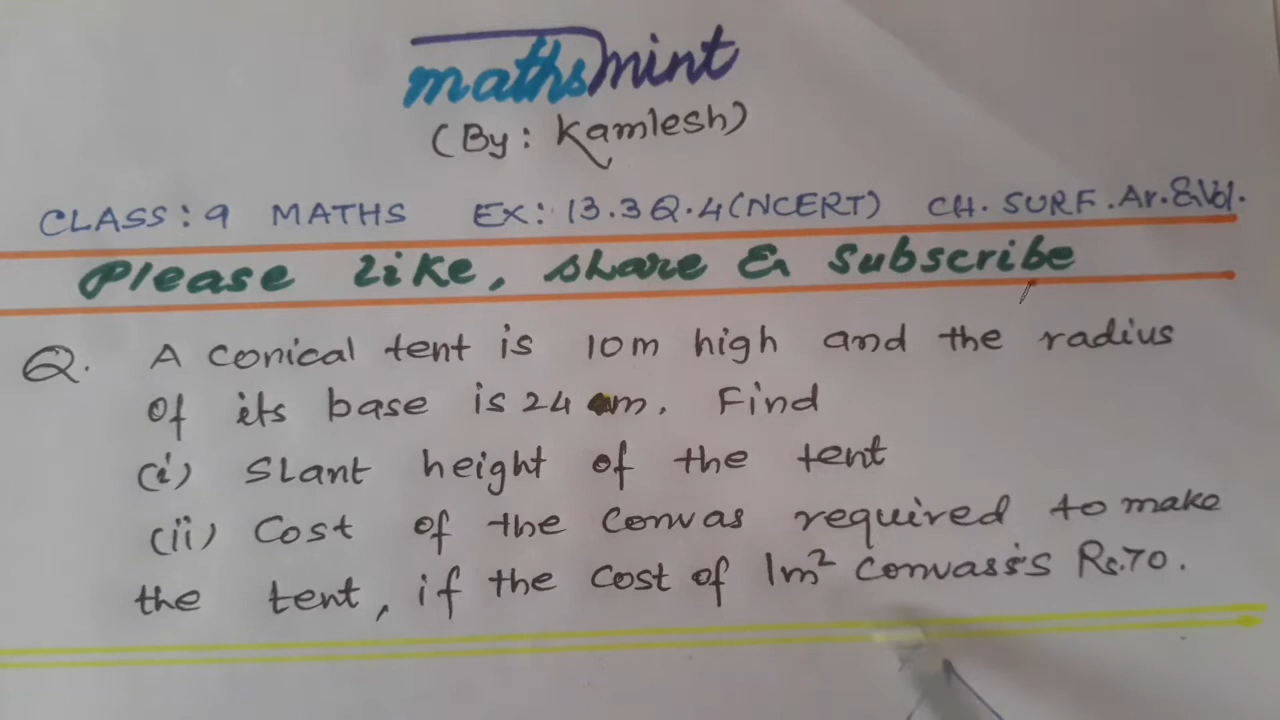 mathsmint
(By: Kamlesh)
CLASS: 9 MATHS EX: 13.3 Q.4 (NCERT) CH. SURF. Ar. & Vol.
Please Like, share & subscribe
Q. A conical tent is 10m high and the radius
of its base is 24 m. Find
(i) Slant height of the tent
(ii) Cost of the convas required to make
the tent, if the cost of 1m² convas is Rs.70.